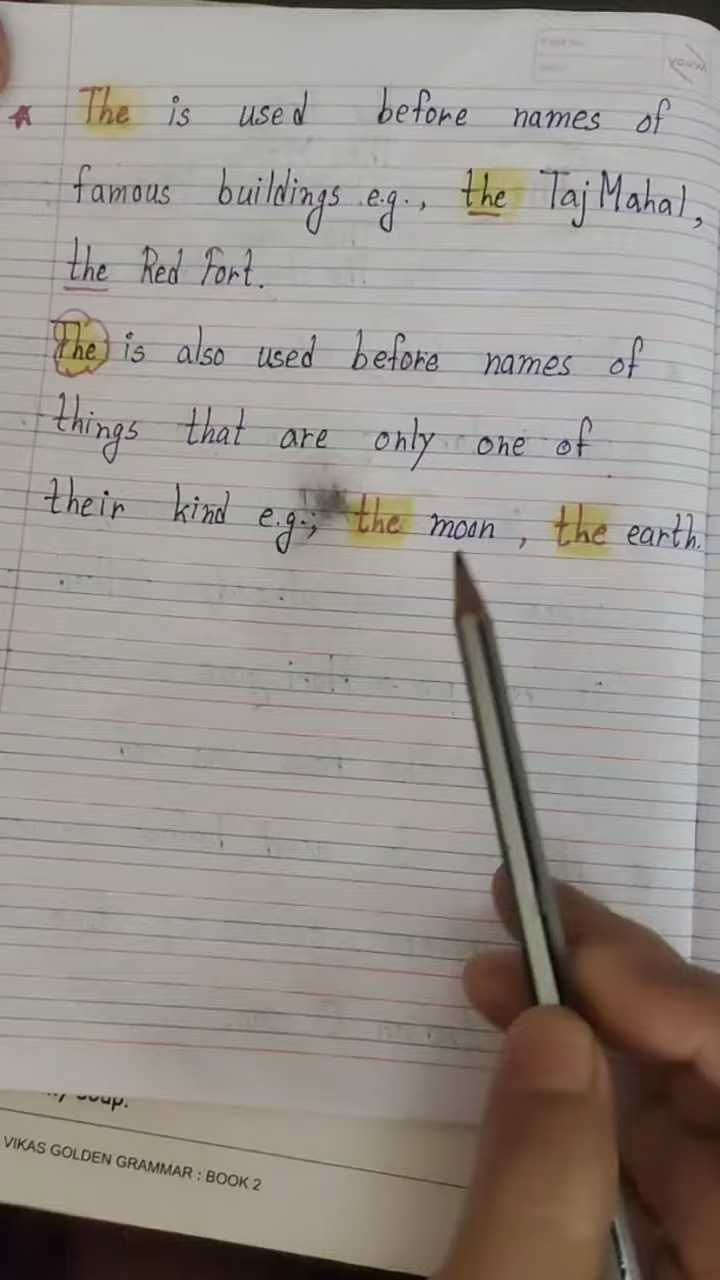 The is used before names of
famous buildings e.g., the Taj Mahal,
the Red Fort.
The is also used before names of
things that are only one of
their kind e.g.; the moon, the earth.
soup.
VIKAS GOLDEN GRAMMAR : BOOK 2